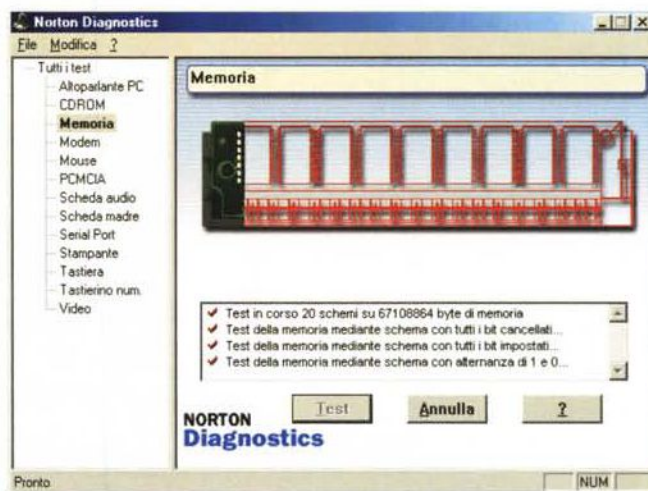 Norton Diagnostics
File Modifica ?
Tutti i test
Altoparlante PC
CDROM
Memoria
Modem
Mouse
PCMCIA
Scheda audio
Scheda madre
Serial Port
Stampante
Tastiera
Tastierino num.
Video
Memoria
Test in corso 20 schemi su 67108864 byte di memoria
Test della memoria mediante schema con tutti i bit cancellati...
Test della memoria mediante schema con tutti i bit impostati...
Test della memoria mediante schema con alternanza di 1 e 0...
Test Annulla ?
NORTON
Diagnostics
Pronto NUM